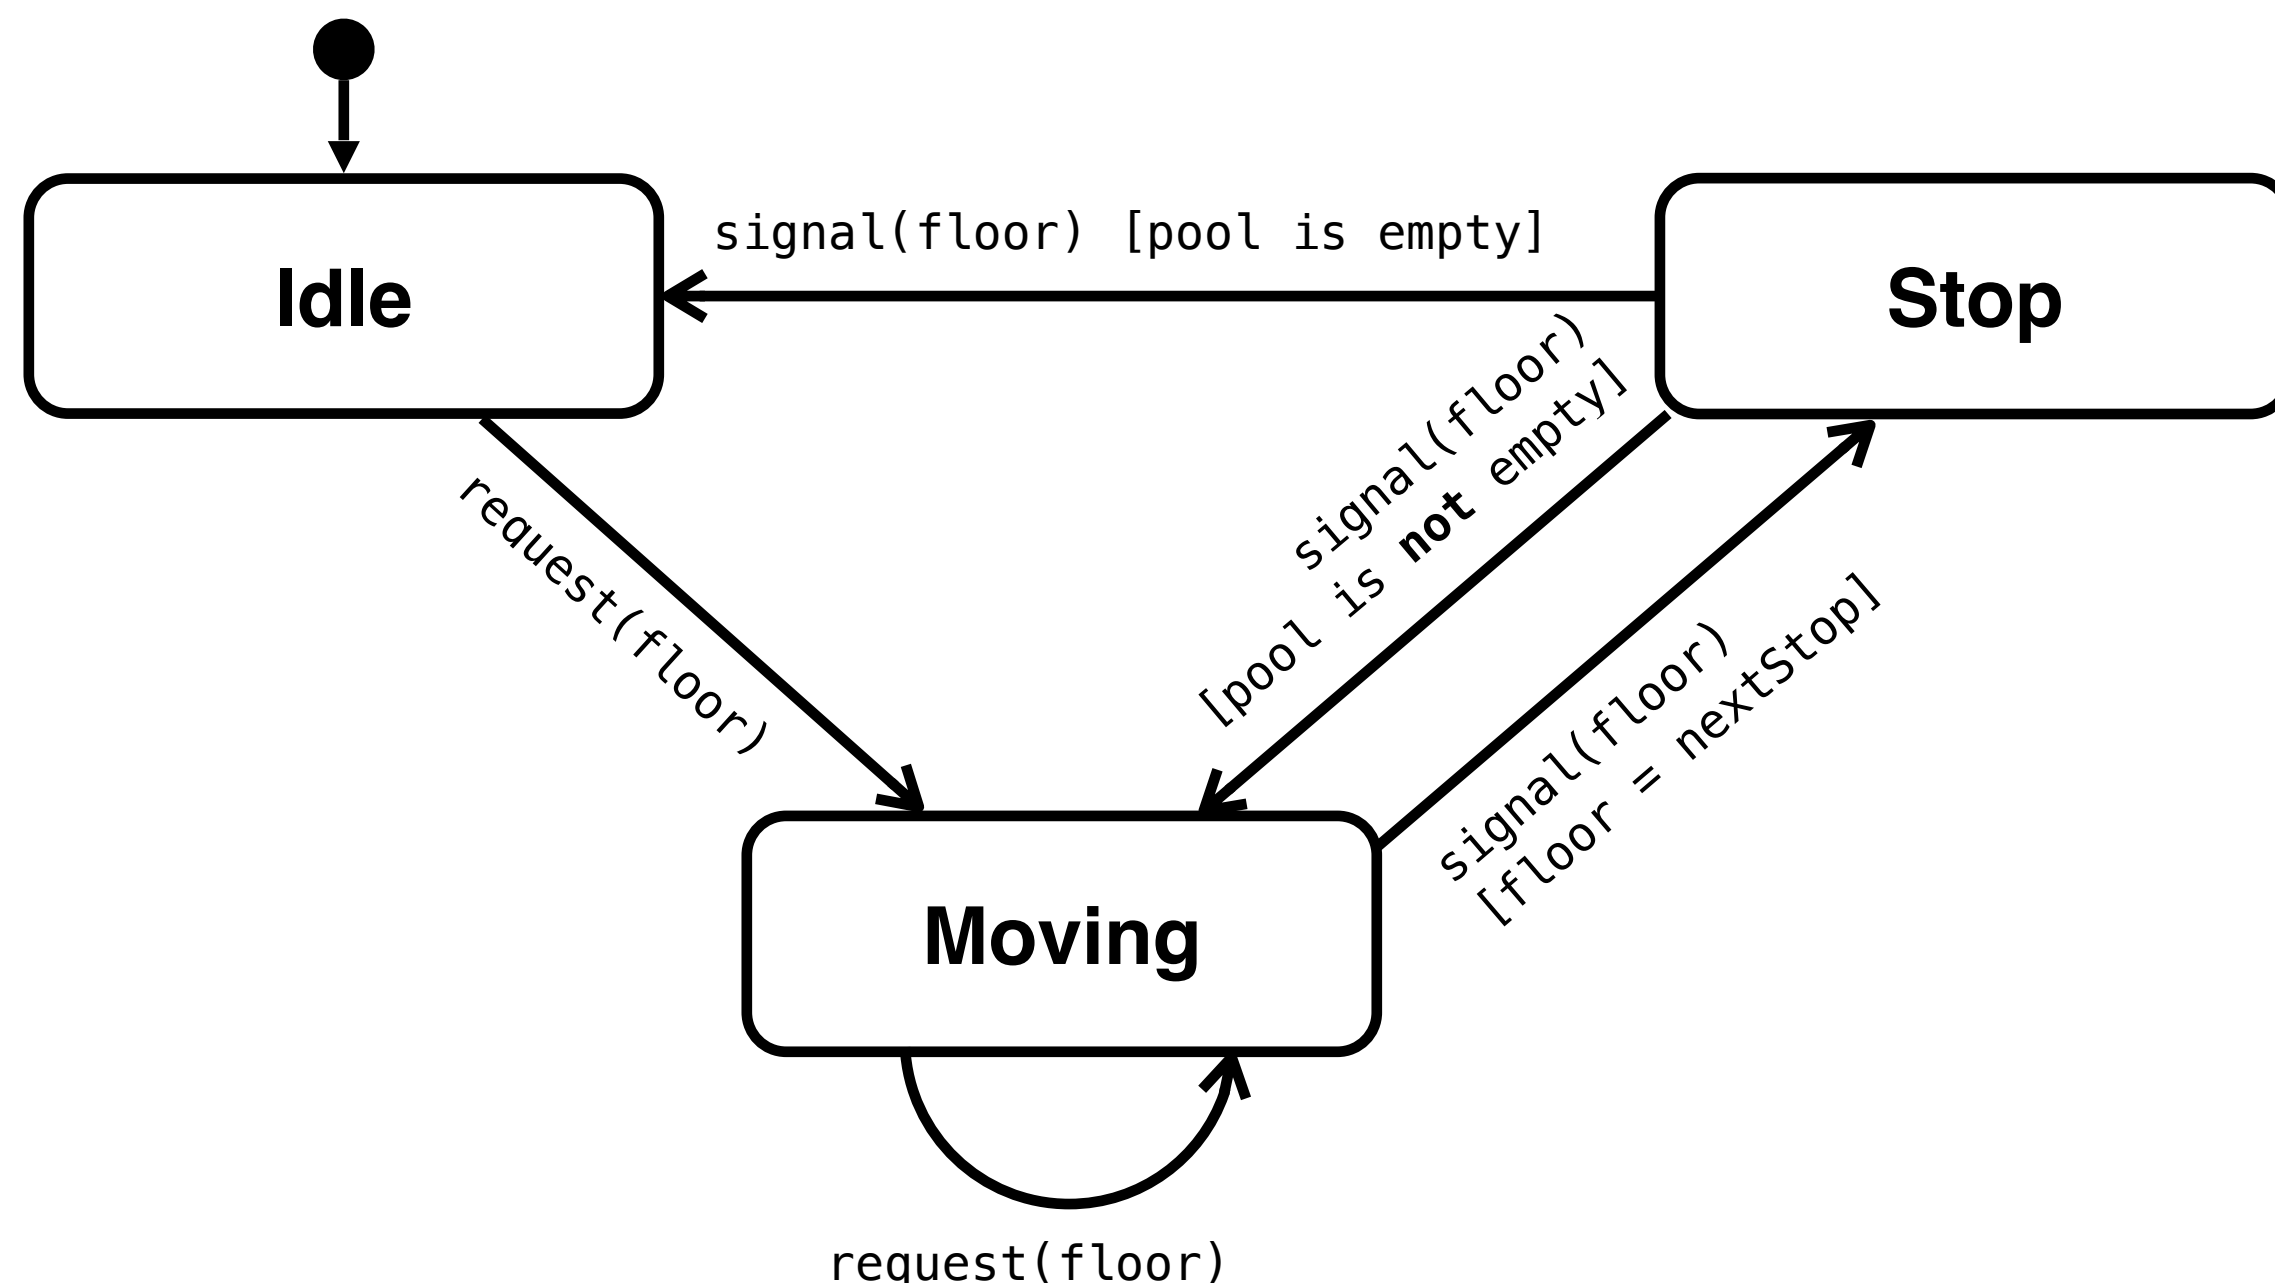 signal(floor) [pool is empty]
Idle
Stop
signal(floor)
[pool is not empty]
request(floor)
signal(floor)
[floor = nextStop]
Moving
request(floor)